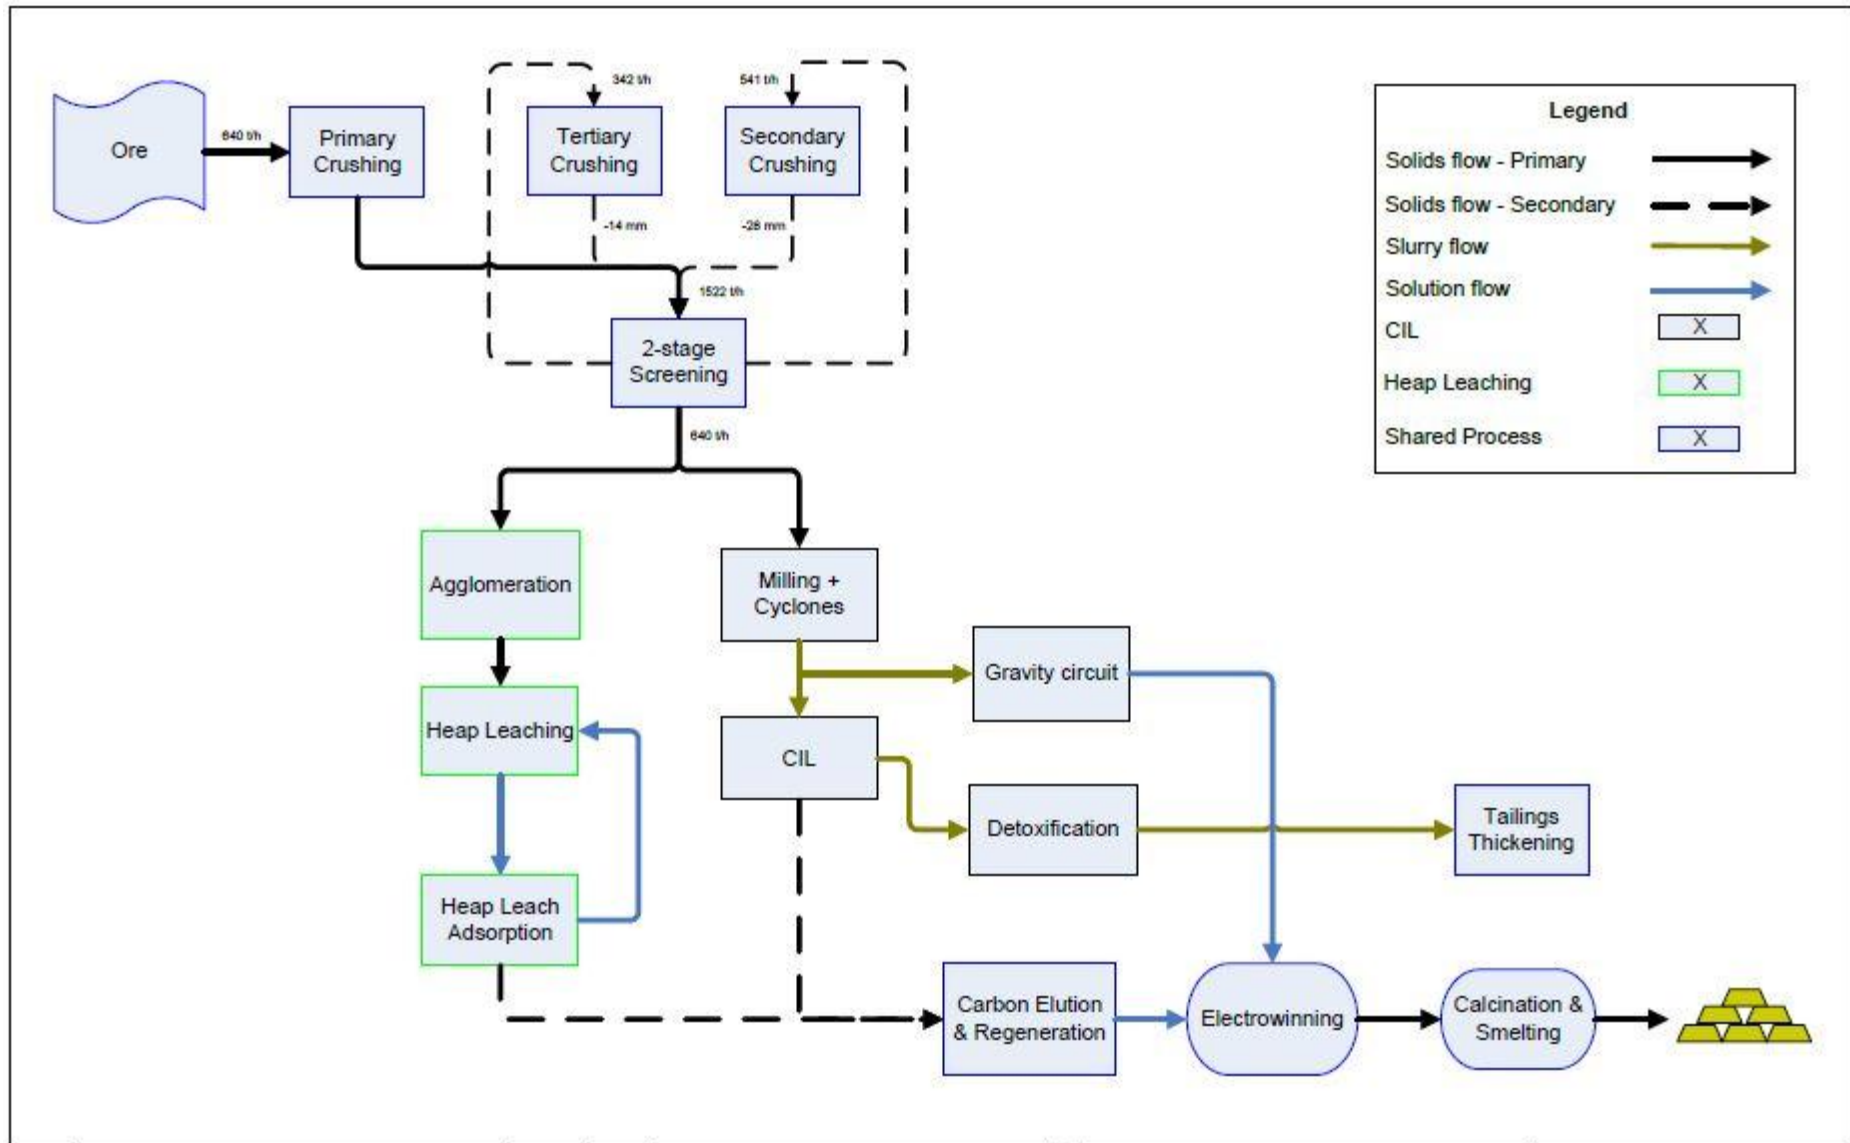 342 t/h
541 t/h
Ore
640 t/h
Primary
Crushing
Tertiary
Crushing
Secondary
Crushing
-14 mm
-28 mm
1522 t/h
2-stage
Screening
640 t/h
Legend
Solids flow - Primary
Solids flow - Secondary
Slurry flow
Solution flow
CIL
X
Heap Leaching
X
Shared Process
X
Agglomeration
Milling +
Cyclones
Heap Leaching
Gravity circuit
CIL
Detoxification
Tailings
Thickening
Heap Leach
Adsorption
Carbon Elution
& Regeneration
Electrowinning
Calcination &
Smelting